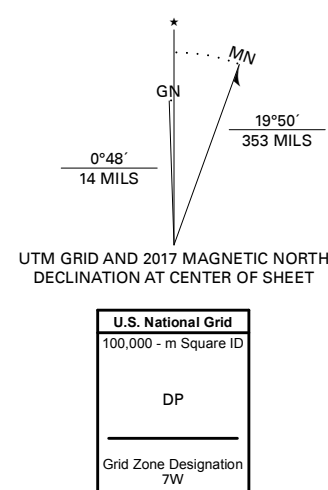 ★
MN
GN
19°50´
353 MILS
0°48´
14 MILS
UTM GRID AND 2017 MAGNETIC NORTH
DECLINATION AT CENTER OF SHEET
U.S. National Grid
100,000 - m Square ID
DP
Grid Zone Designation
7W